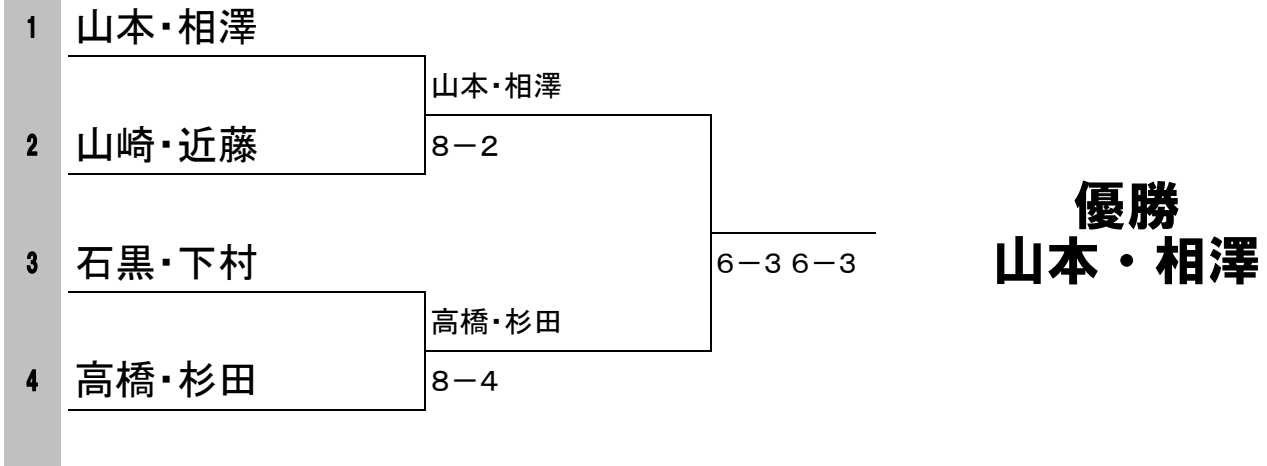 1 山本・相澤
山本・相澤
2 山崎・近藤
8－2
優勝
山本・相澤
3 石黒・下村
6－3 6－3
高橋・杉田
4 高橋・杉田
8－4